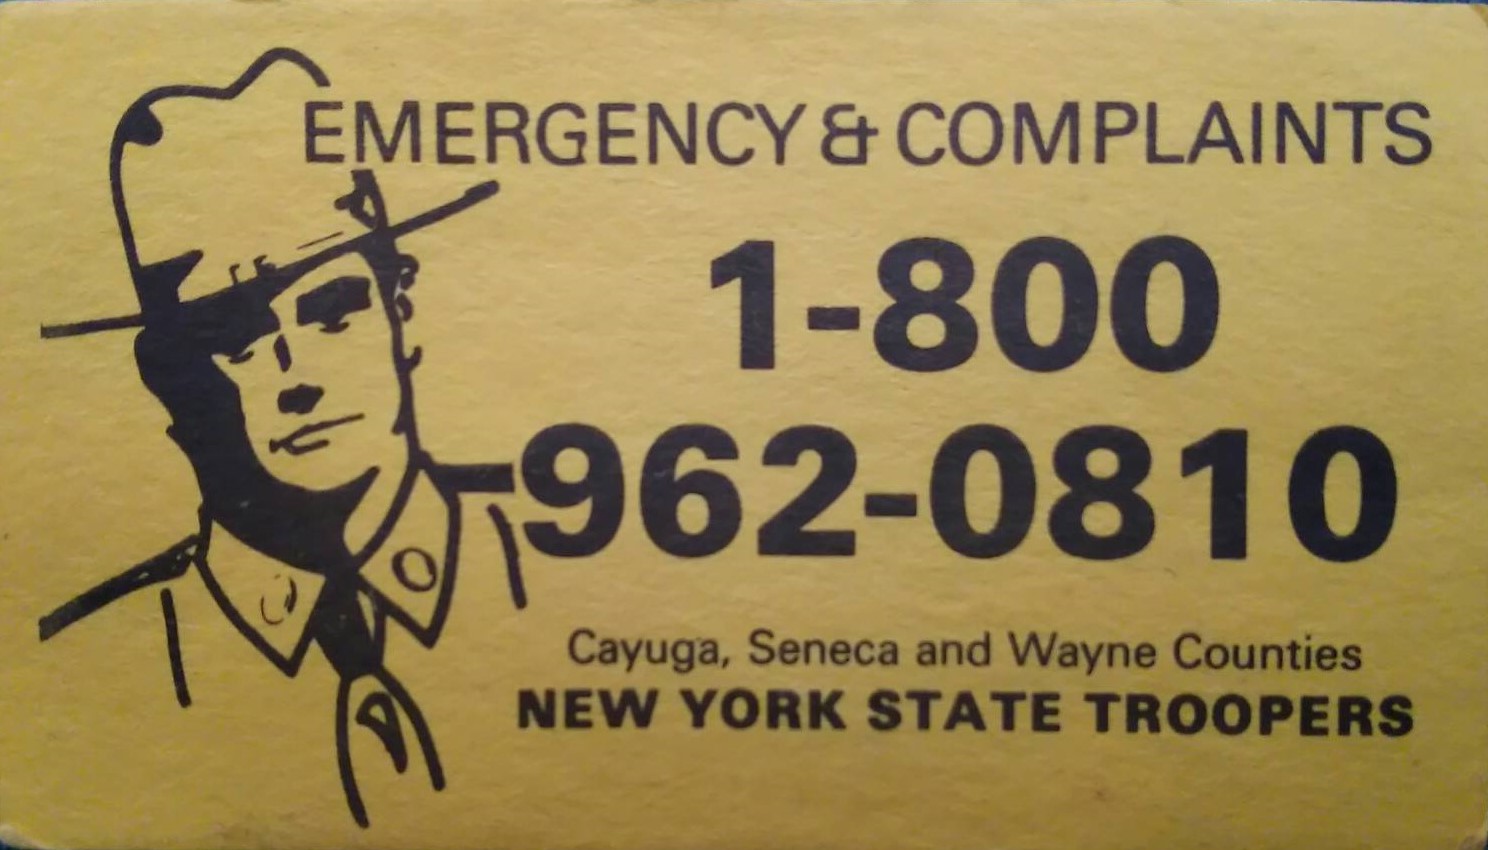 EMERGENCY & COMPLAINTS
1-800
962-0810
Cayuga, Seneca and Wayne Counties
NEW YORK STATE TROOPERS